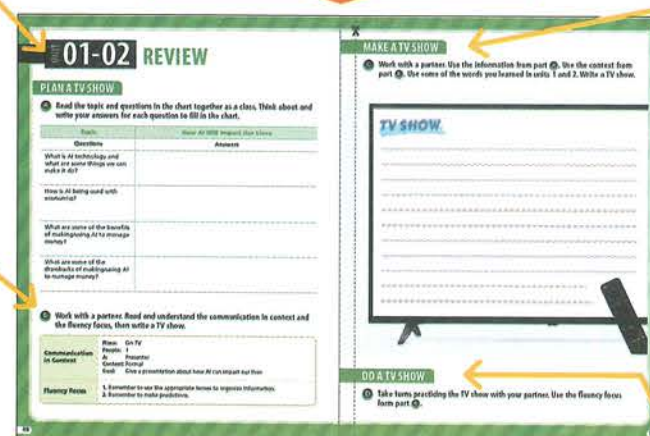 UNIT 01-02 REVIEW
PLAN A TV SHOW
A Read the topic and questions in the chart together as a class. Think about and
write your answers for each question to fill in the chart.
Topic How AI Will Impact Our Lives
Questions Answers
What is AI technology and
what are some things we can
make it do?
How is AI being used with
economics?
What are some of the benefits
of making/using AI to manage
money?
What are some of the
drawbacks of making/using AI
to manage money?
Work with a partner. Read and understand the communication in context and
the fluency focus, then write a TV show.
Communication
in Context
Place: On TV
People: 1
A: Presenter
Context: Formal
Goal: Give a presentation about how AI can impact our lives
Fluency Focus
1. Remember to use the appropriate tenses to organize information.
2. Remember to make predictions.
MAKE A TV SHOW
Work with a partner. Use the information from part. Use the context from
part. Use some of the words you learned in units 1 and 2. Write a TV show.
TV SHOW
DO A TV SHOW
D Take turns practicing the TV show with your partner. Use the fluency focus
form part.